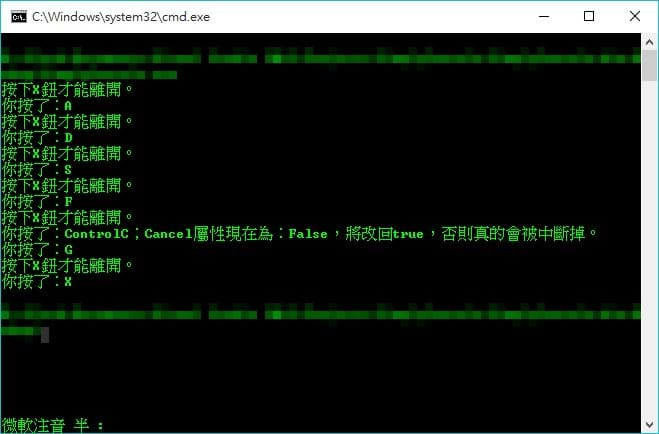 C:\Windows\system32\cmd.exe
按下X鈕才能離開。
你按了：A
按下X鈕才能離開。
你按了：D
按下X鈕才能離開。
你按了：S
按下X鈕才能離開。
你按了：F
按下X鈕才能離開。
你按了：ControlC；Cancel屬性現在為：False，將改回true，否則真的會被中斷掉。
你按了：G
按下X鈕才能離開。
你按了：X
微軟注音 半：